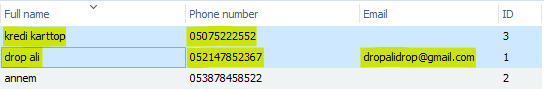 Full name Phone number Email ID
kredi karttop 05075222552 3
drop ali 052147852367 dropalidrop@gmail.com 1
annem 053878458522 2